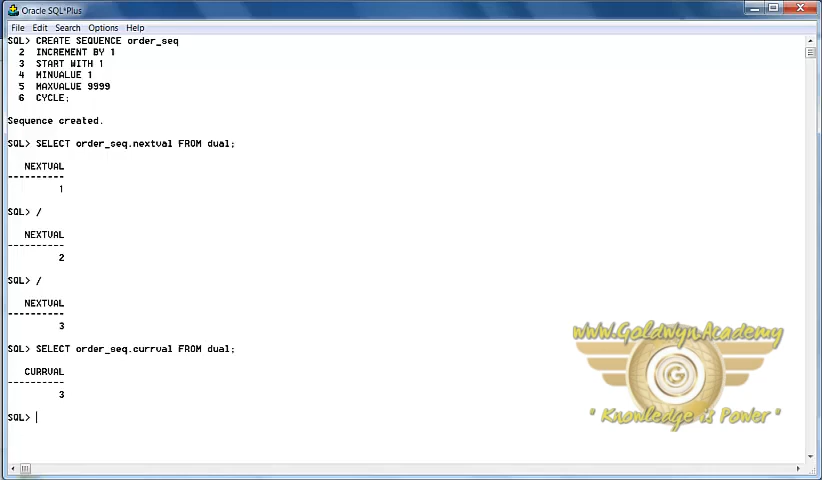 Oracle SQL*Plus
File Edit Search Options Help
SQL> CREATE SEQUENCE order_seq
2 INCREMENT BY 1
3 START WITH 1
4 MINVALUE 1
5 MAXVALUE 9999
6 CYCLE;
Sequence created.
SQL> SELECT order_seq.nextval FROM dual;
NEXTVAL
----------
1
SQL> /
NEXTVAL
----------
2
SQL> /
NEXTVAL
----------
3
SQL> SELECT order_seq.currval FROM dual;
CURRVAL
----------
3
SQL>
www.Goldwyn.Academy
G
" Knowledge is Power "